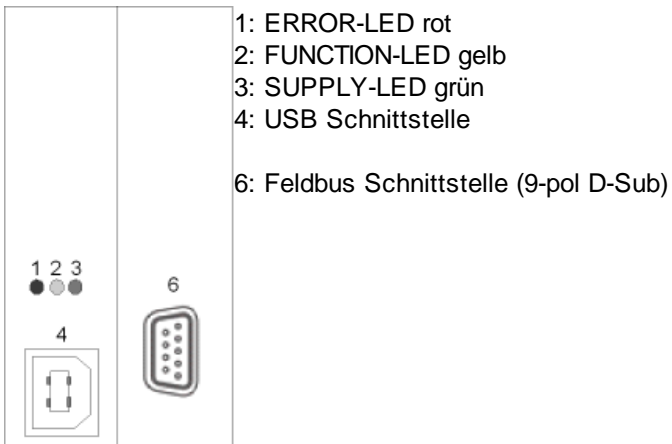 1: ERROR-LED rot
2: FUNCTION-LED gelb
3: SUPPLY-LED grün
4: USB Schnittstelle
6: Feldbus Schnittstelle (9-pol D-Sub)
1 2 3
6
4